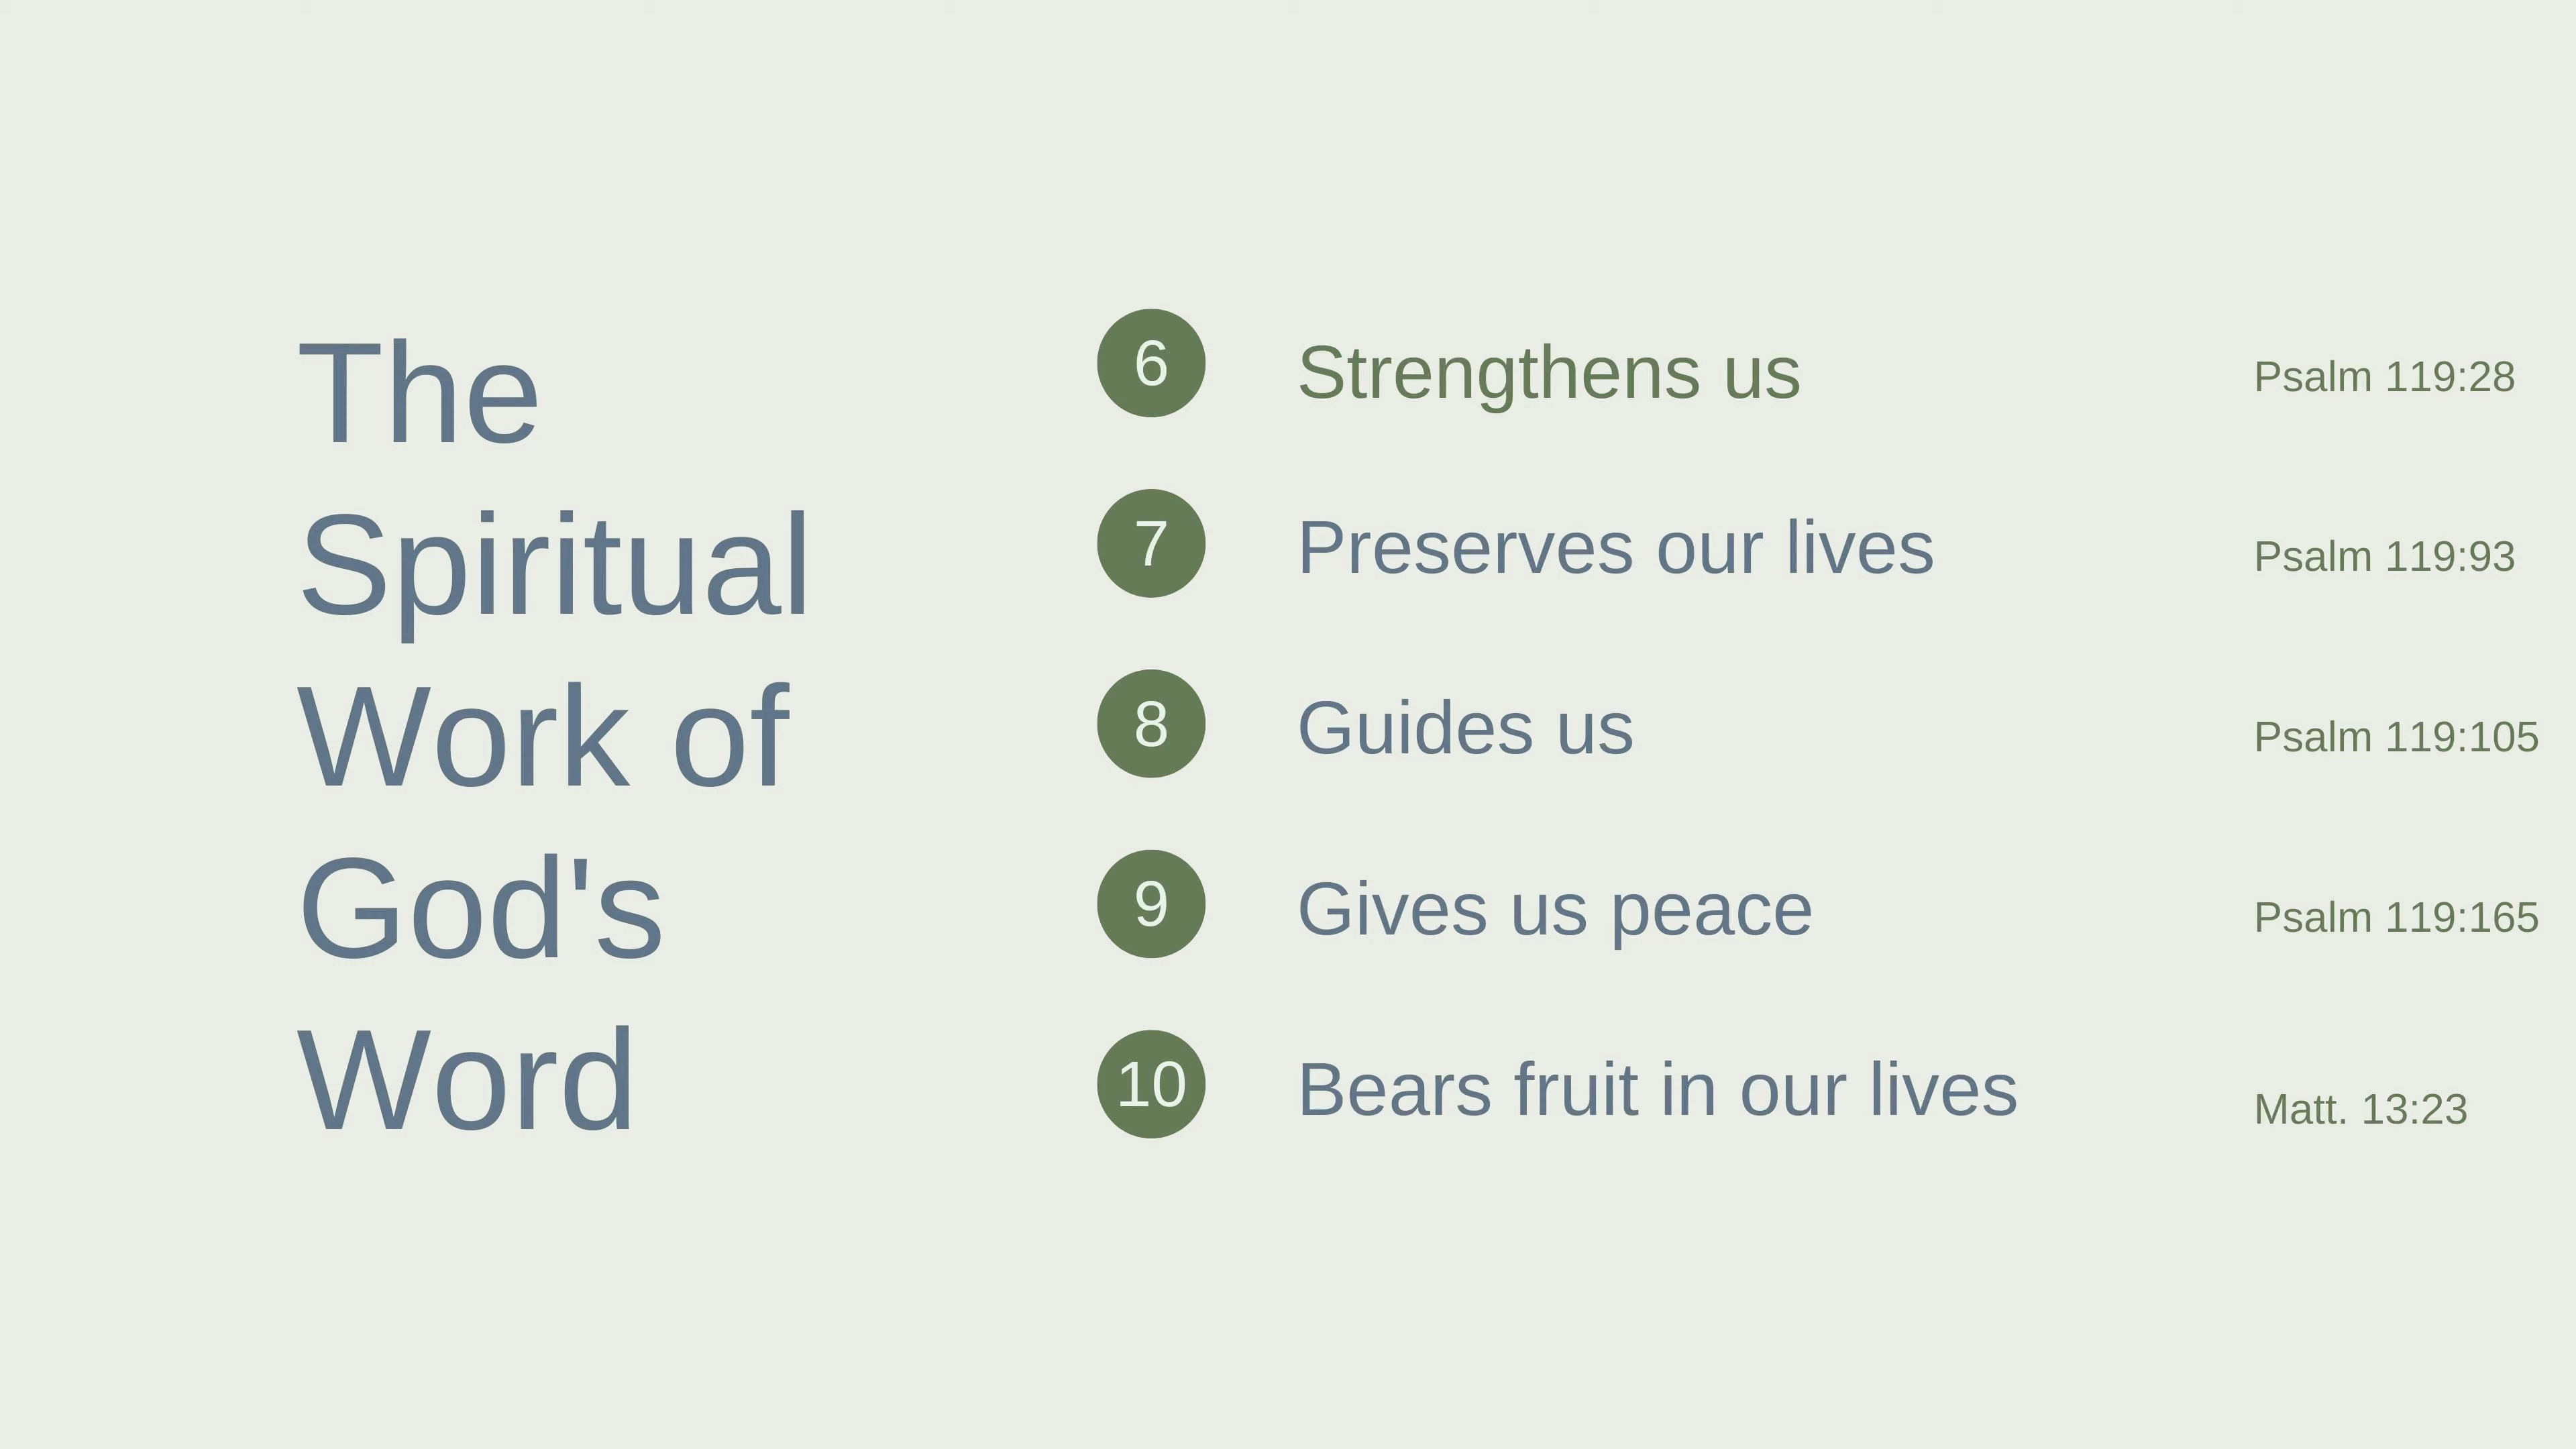 The
Spiritual
Work of
God's
Word
6 Strengthens us Psalm 119:28
7 Preserves our lives Psalm 119:93
8 Guides us Psalm 119:105
9 Gives us peace Psalm 119:165
10 Bears fruit in our lives Matt. 13:23